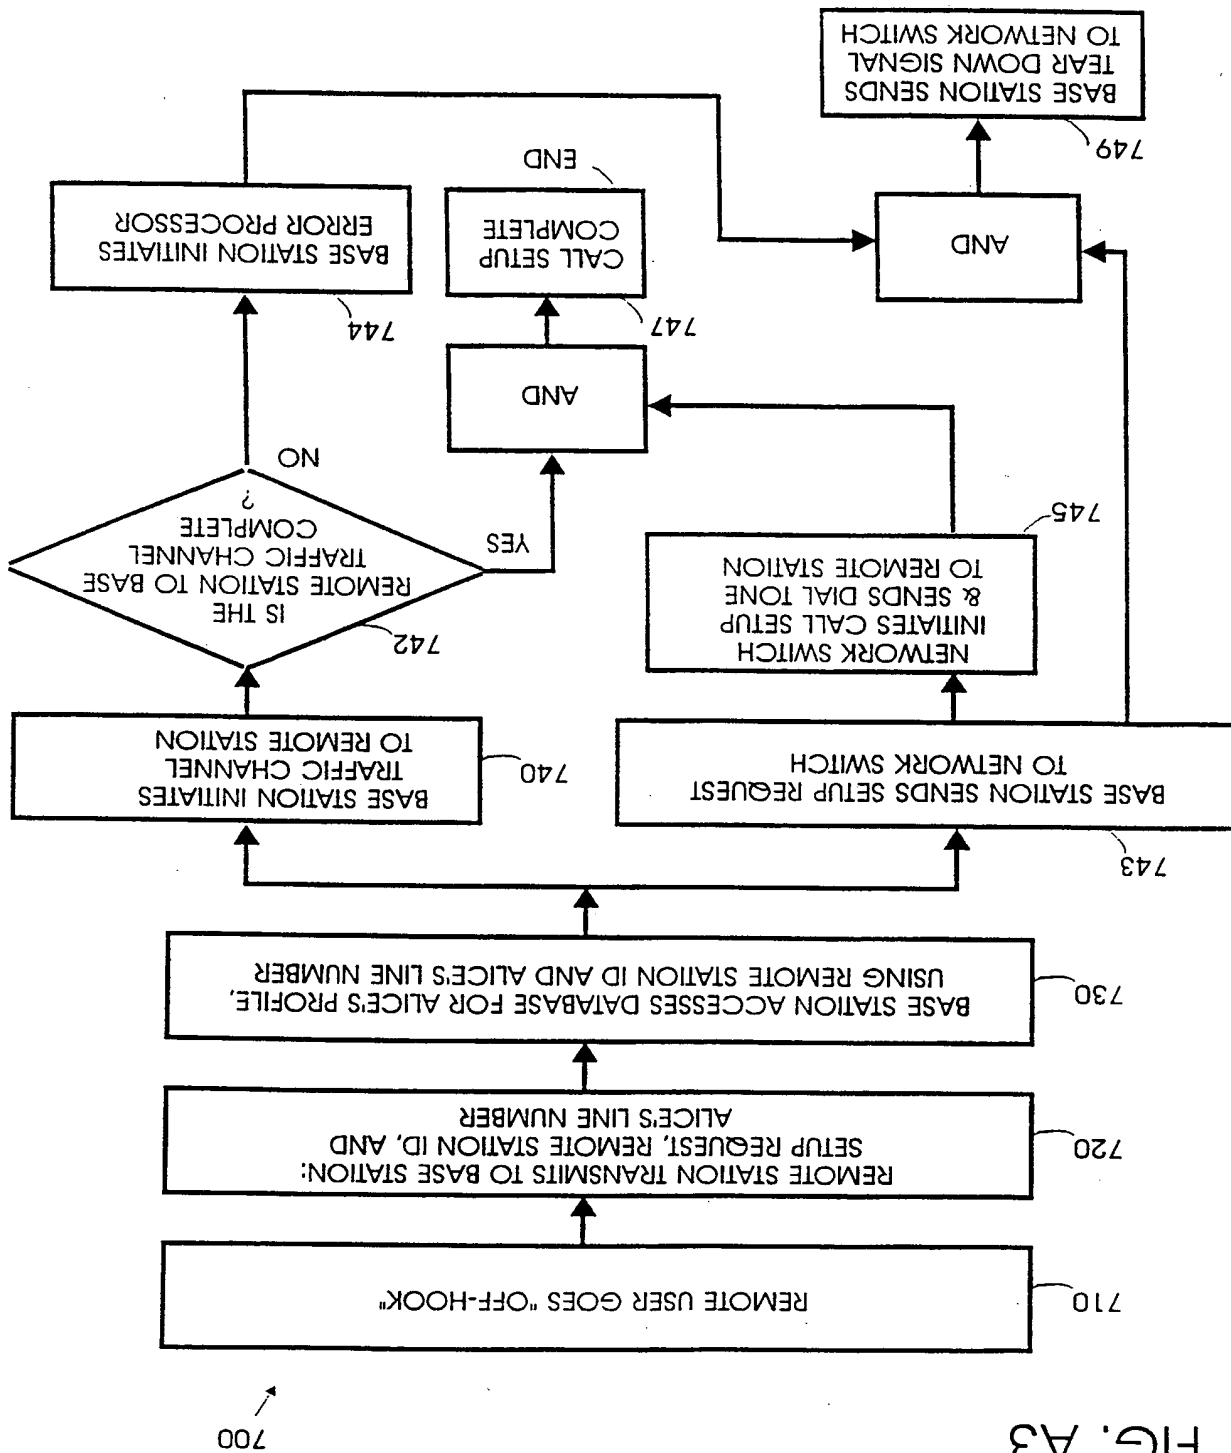 FIG. A3
700
710
REMOTE USER GOES "OFF-HOOK"
720
REMOTE STATION TRANSMITS TO BASE STATION:
SETUP REQUEST, REMOTE STATION ID, AND
ALICE'S LINE NUMBER
730
BASE STATION ACCESSES DATABASE FOR ALICE'S PROFILE,
USING REMOTE STATION ID AND ALICE'S LINE NUMBER
743
BASE STATION SENDS SETUP REQUEST
TO NETWORK SWITCH
740
BASE STATION INITIATES
TRAFFIC CHANNEL
TO REMOTE STATION
745
NETWORK SWITCH
INITIATES CALL SETUP
& SENDS DIAL TONE
TO REMOTE STATION
742
IS THE
REMOTE STATION TO BASE
TRAFFIC CHANNEL
COMPLETE
?
YES
NO
AND
744
BASE STATION INITIATES
ERROR PROCESSOR
747
CALL SETUP
COMPLETE
END
AND
749
BASE STATION SENDS
TEAR DOWN SIGNAL
TO NETWORK SWITCH